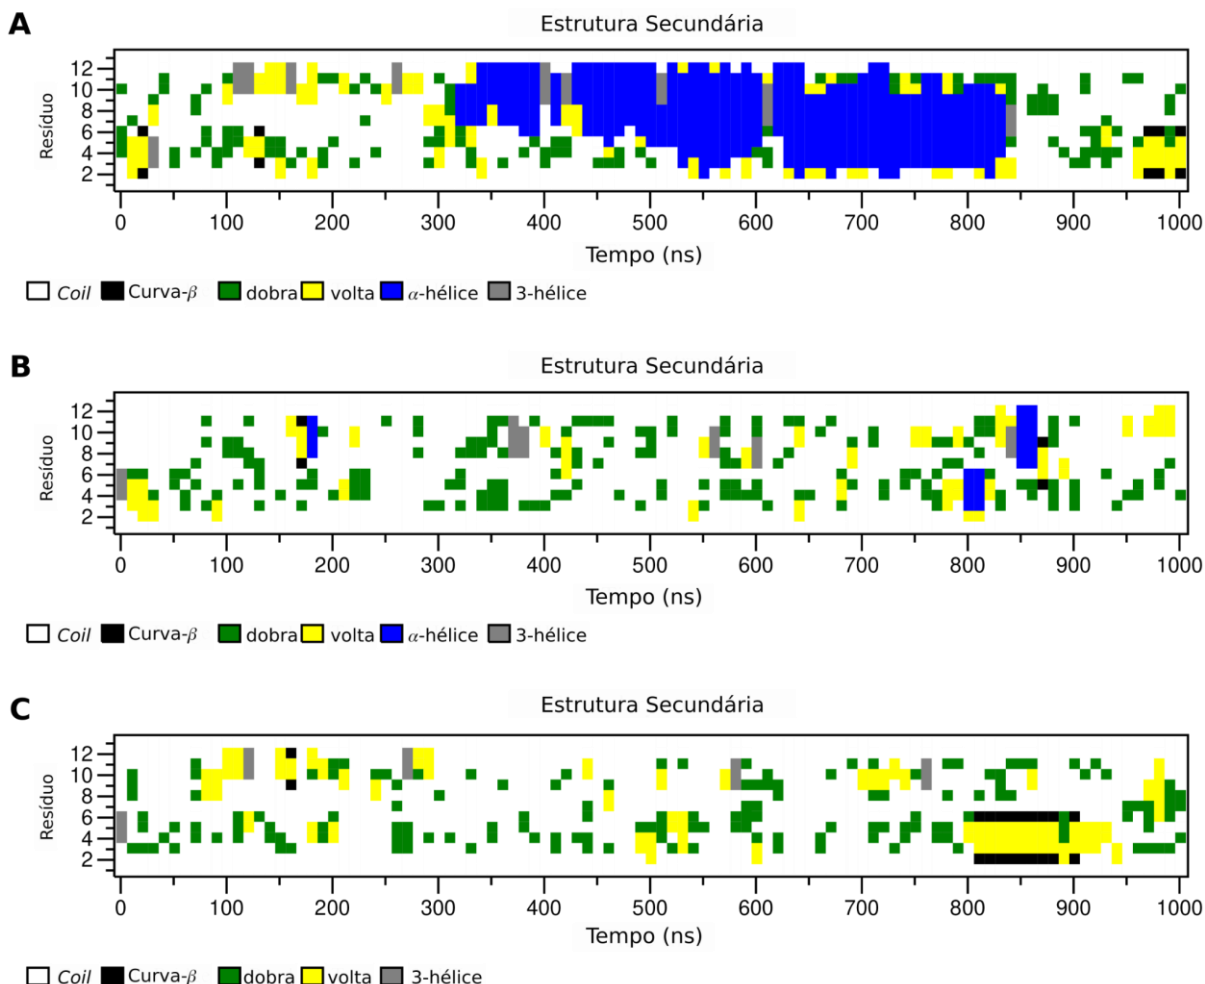 A
Estrutura Secundária
Resíduo
12
10
8
6
4
2
0 100 200 300 400 500 600 700 800 900 1000
Tempo (ns)
Coil Curva-β dobra volta α-hélice 3-hélice
B
Estrutura Secundária
Resíduo
12
10
8
6
4
2
0 100 200 300 400 500 600 700 800 900 1000
Tempo (ns)
Coil Curva-β dobra volta α-hélice 3-hélice
C
Estrutura Secundária
Resíduo
12
10
8
6
4
2
0 100 200 300 400 500 600 700 800 900 1000
Tempo (ns)
Coil Curva-β dobra volta 3-hélice